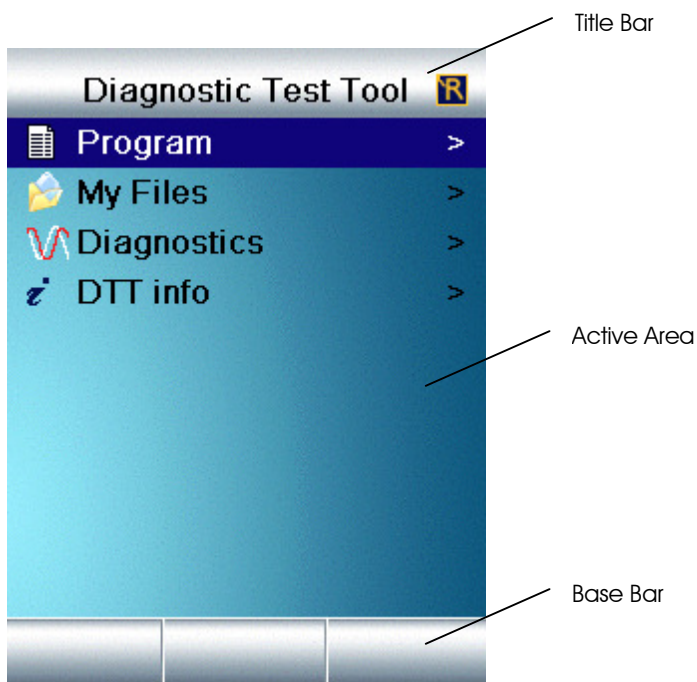 Title Bar
Diagnostic Test Tool R
Program >
My Files >
Diagnostics >
i DTT info >
Active Area
Base Bar